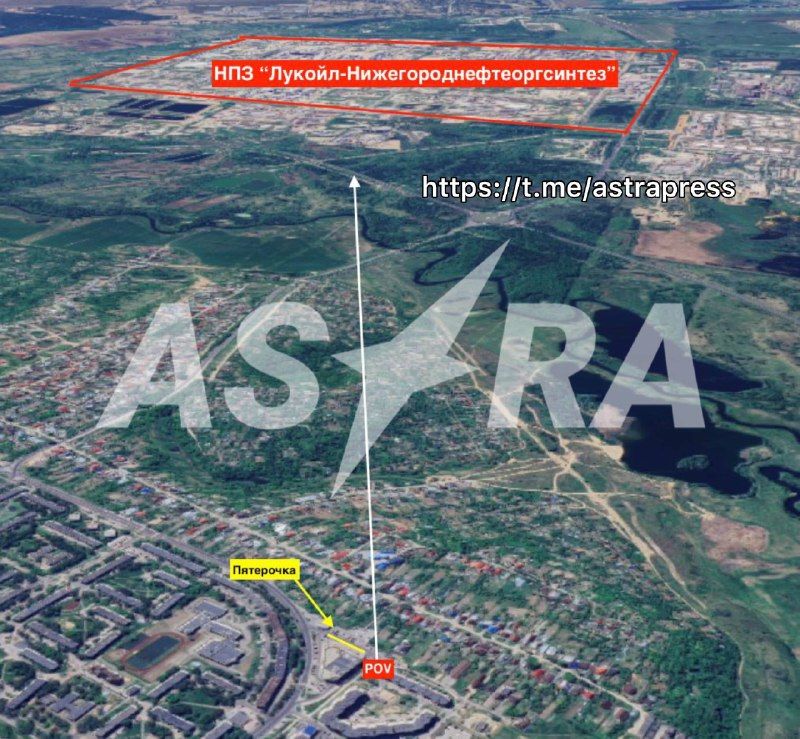 НПЗ “Лукойл-Нижегороднефтеоргсинтез”
https://t.me/astrapress
ASTRA
Пятерочка
POV